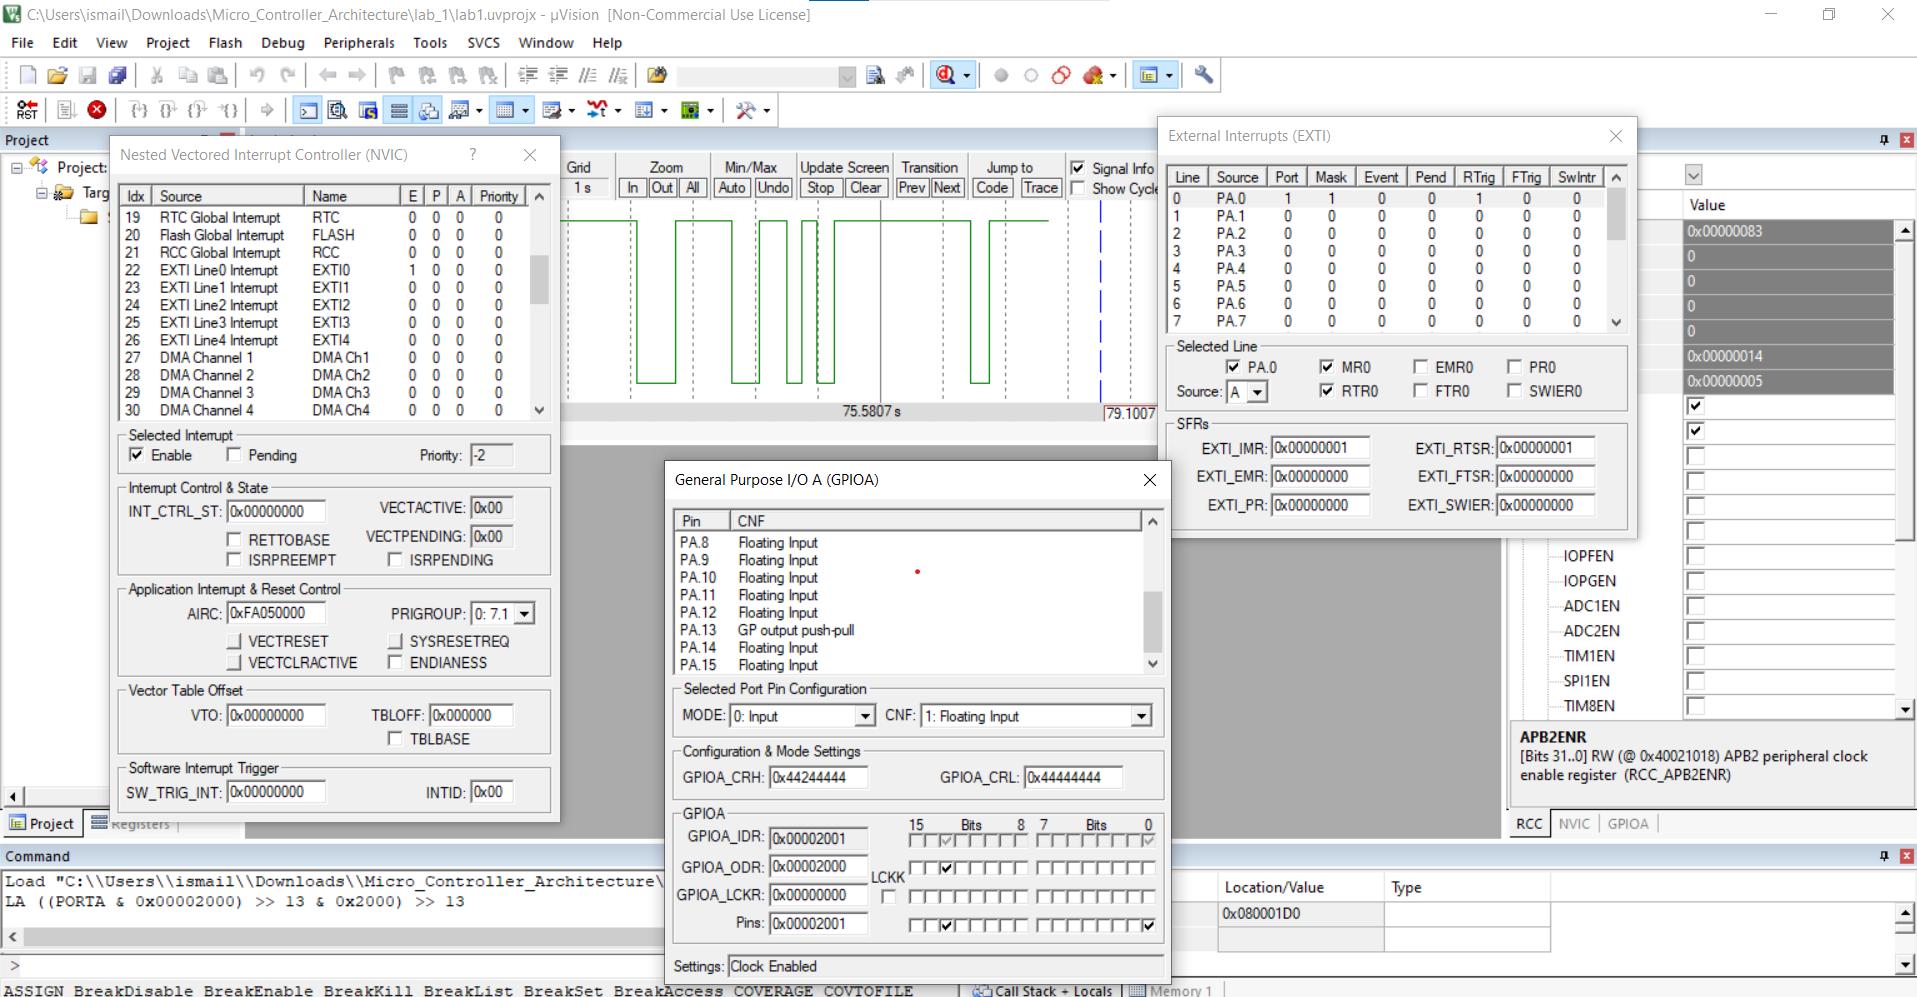 C:\Users\ismail\Downloads\Micro_Controller_Architecture\lab_1\lab1.uvprojx - µVision [Non-Commercial Use License]
File Edit View Project Flash Debug Peripherals Tools SVCS Window Help
RST
Project
Project:
Targ
Nested Vectored Interrupt Controller (NVIC) ?
Idx Source Name E P A Priority
19 RTC Global Interrupt RTC 0 0 0 0
20 Flash Global Interrupt FLASH 0 0 0 0
21 RCC Global Interrupt RCC 0 0 0 0
22 EXTI Line0 Interrupt EXTI0 1 0 0 0
23 EXTI Line1 Interrupt EXTI1 0 0 0 0
24 EXTI Line2 Interrupt EXTI2 0 0 0 0
25 EXTI Line3 Interrupt EXTI3 0 0 0 0
26 EXTI Line4 Interrupt EXTI4 0 0 0 0
27 DMA Channel 1 DMA Ch1 0 0 0 0
28 DMA Channel 2 DMA Ch2 0 0 0 0
29 DMA Channel 3 DMA Ch3 0 0 0 0
30 DMA Channel 4 DMA Ch4 0 0 0 0
Selected Interrupt
Enable Pending Priority: -2
Interrupt Control & State
INT_CTRL_ST: 0x00000000 VECTACTIVE: 0x00
RETTOBASE VECTPENDING: 0x00
ISRPREEMPT ISRPENDING
Application Interrupt & Reset Control
AIRC: 0xFA050000 PRIGROUP: 0: 7.1
VECTRESET SYSRESETREQ
VECTCLRACTIVE ENDIANESS
Vector Table Offset
VTO: 0x00000000 TBLOFF: 0x000000
TBLBASE
Software Interrupt Trigger
SW_TRIG_INT: 0x00000000 INTID: 0x00
Project Registers
Grid Zoom Min/Max Update Screen Transition Jump to Signal Info
1 s In Out All Auto Undo Stop Clear Prev Next Code Trace Show Cycle
75.5807 s 79.1007
External Interrupts (EXTI)
Line Source Port Mask Event Pend RTrig FTrig SwIntr
0 PA.0 1 1 0 0 1 0 0
1 PA.1 0 0 0 0 0 0 0
2 PA.2 0 0 0 0 0 0 0
3 PA.3 0 0 0 0 0 0 0
4 PA.4 0 0 0 0 0 0 0
5 PA.5 0 0 0 0 0 0 0
6 PA.6 0 0 0 0 0 0 0
7 PA.7 0 0 0 0 0 0 0
Selected Line
PA.0 MR0 EMR0 PR0
Source: A RTR0 FTR0 SWIER0
SFRs
EXTI_IMR: 0x00000001 EXTI_RTSR: 0x00000001
EXTI_EMR: 0x00000000 EXTI_FTSR: 0x00000000
EXTI_PR: 0x00000000 EXTI_SWIER: 0x00000000
General Purpose I/O A (GPIOA)
Pin CNF
PA.8 Floating Input
PA.9 Floating Input
PA.10 Floating Input
PA.11 Floating Input
PA.12 Floating Input
PA.13 GP output push-pull
PA.14 Floating Input
PA.15 Floating Input
Selected Port Pin Configuration
MODE: 0: Input CNF: 1: Floating Input
Configuration & Mode Settings
GPIOA_CRH: 0x44244444 GPIOA_CRL: 0x44444444
GPIOA
15 Bits 8 7 Bits 0
GPIOA_IDR: 0x00002001
GPIOA_ODR: 0x00002000
LCKK
GPIOA_LCKR: 0x00000000
Pins: 0x00002001
Settings: Clock Enabled
Value
0x00000083
0
0
0
0
0x00000014
0x00000005
IOPFEN
IOPGEN
ADC1EN
ADC2EN
TIM1EN
SPI1EN
TIM8EN
APB2ENR
[Bits 31..0] RW (@ 0x40021018) APB2 peripheral clock
enable register (RCC_APB2ENR)
RCC NVIC GPIOA
Command
Load "C:\\Users\\ismail\\Downloads\\Micro_Controller_Architecture\
LA ((PORTA & 0x00002000) >> 13 & 0x2000) >> 13
>
ASSIGN BreakDisable BreakEnable BreakKill BreakList BreakSet BreakAccess COVERAGE COVTOFILE
Location/Value Type
0x080001D0
Call Stack + Locals Memory 1